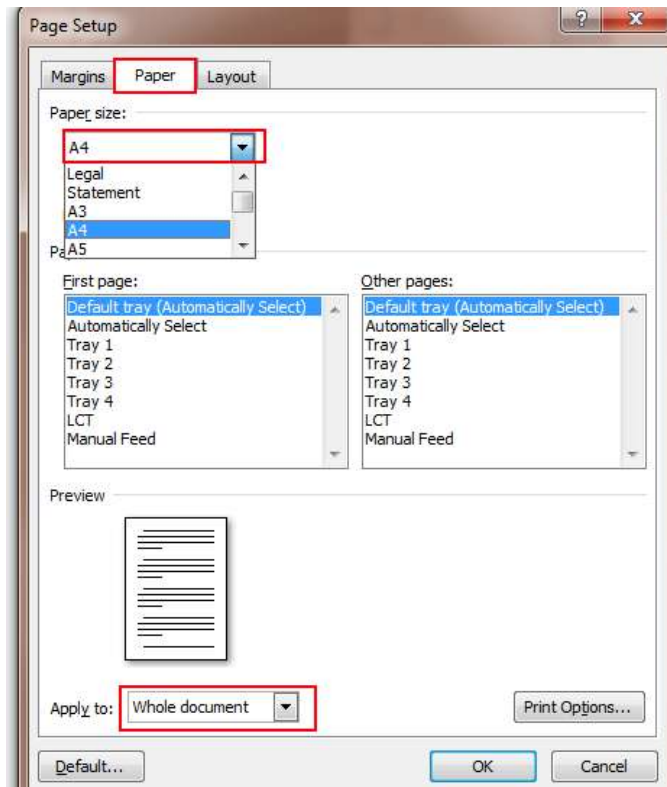 Page Setup
Margins Paper Layout
Paper size:
A4
Legal
Statement
A3
A4
A5
First page:
Default tray (Automatically Select)
Automatically Select
Tray 1
Tray 2
Tray 3
Tray 4
LCT
Manual Feed
Other pages:
Default tray (Automatically Select)
Automatically Select
Tray 1
Tray 2
Tray 3
Tray 4
LCT
Manual Feed
Preview
Apply to: Whole document
Print Options...
Default... OK Cancel